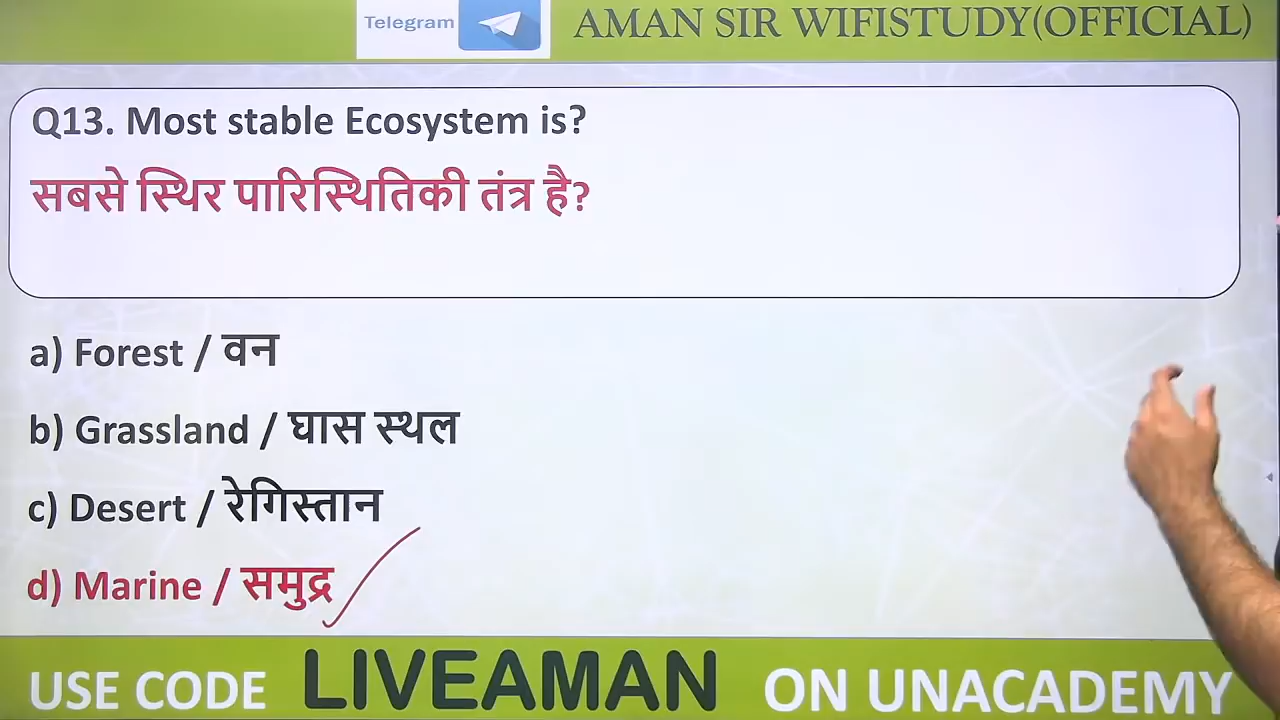 Telegram
AMAN SIR WIFISTUDY(OFFICIAL)
Q13. Most stable Ecosystem is?
सबसे स्थिर पारिस्थितिकी तंत्र है?
a) Forest / वन
b) Grassland / घास स्थल
c) Desert / रेगिस्तान
d) Marine / समुद्र
USE CODE LIVEAMAN ON UNACADEMY